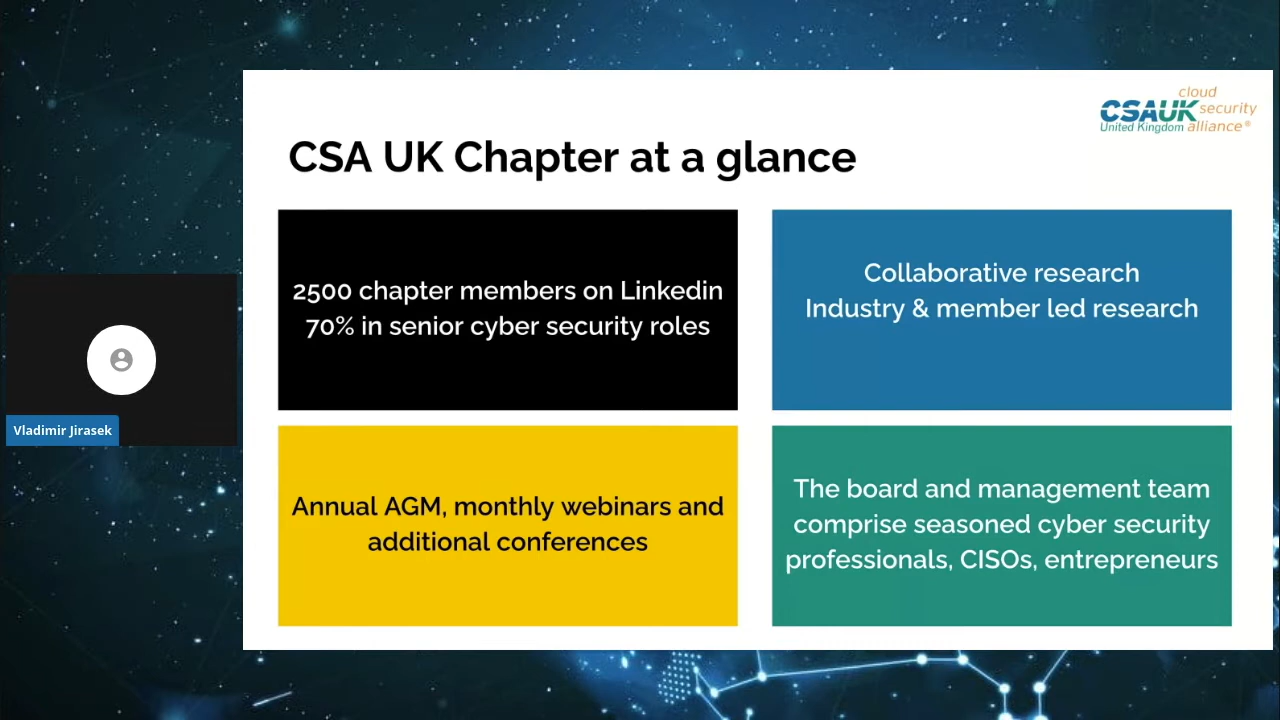 cloud
CSAUK security
United Kingdom alliance®
CSA UK Chapter at a glance
2500 chapter members on Linkedin
70% in senior cyber security roles
Collaborative research
Industry & member led research
Annual AGM, monthly webinars and
additional conferences
The board and management team
comprise seasoned cyber security
professionals, CISOs, entrepreneurs
Vladimir Jirasek